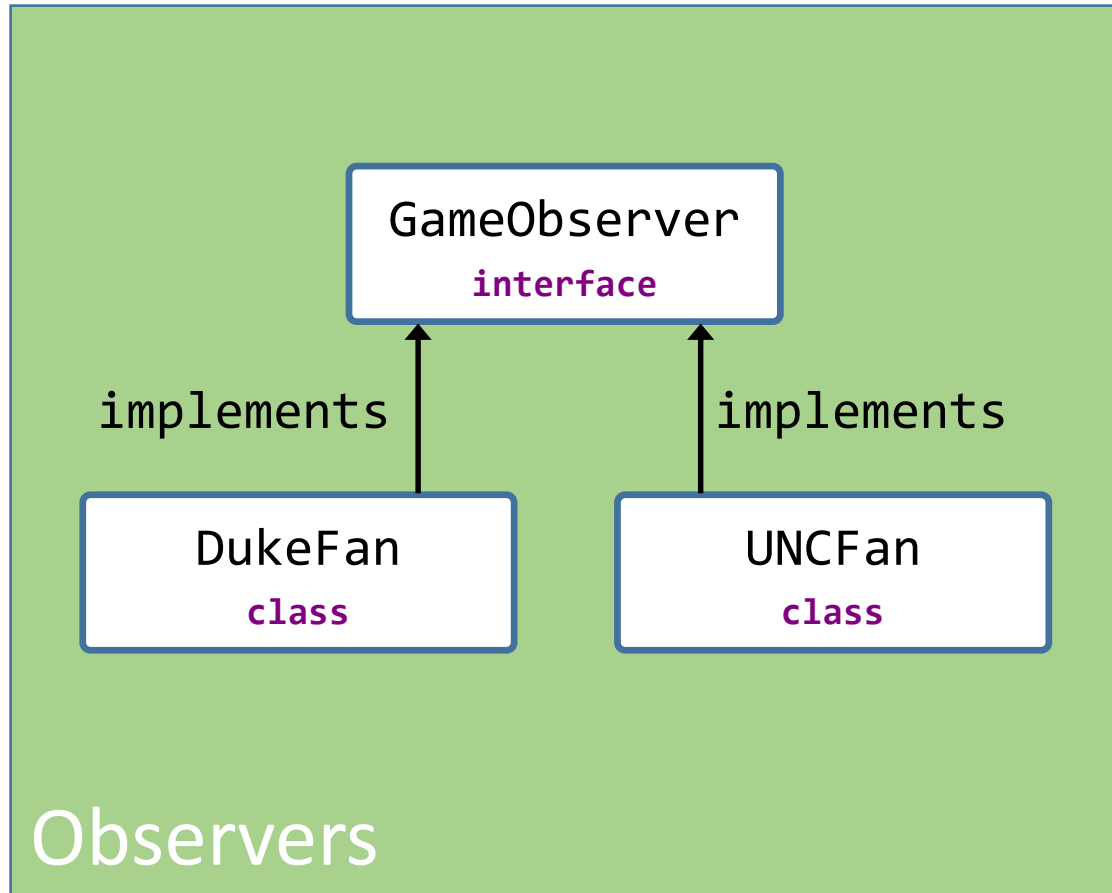 GameObserver
interface
implements
implements
DukeFan
class
UNCFan
class
Observers